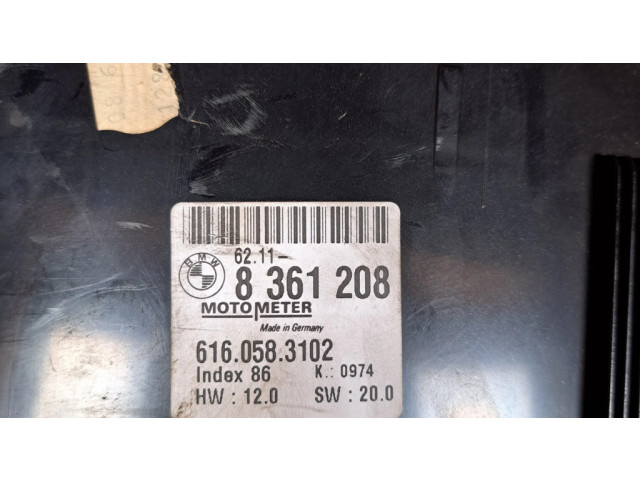 62.11-
BMW
8 361 208
MOTOMETER
Made in Germany
616.058.3102
Index 86 K.: 0974
HW : 12.0 SW : 20.0